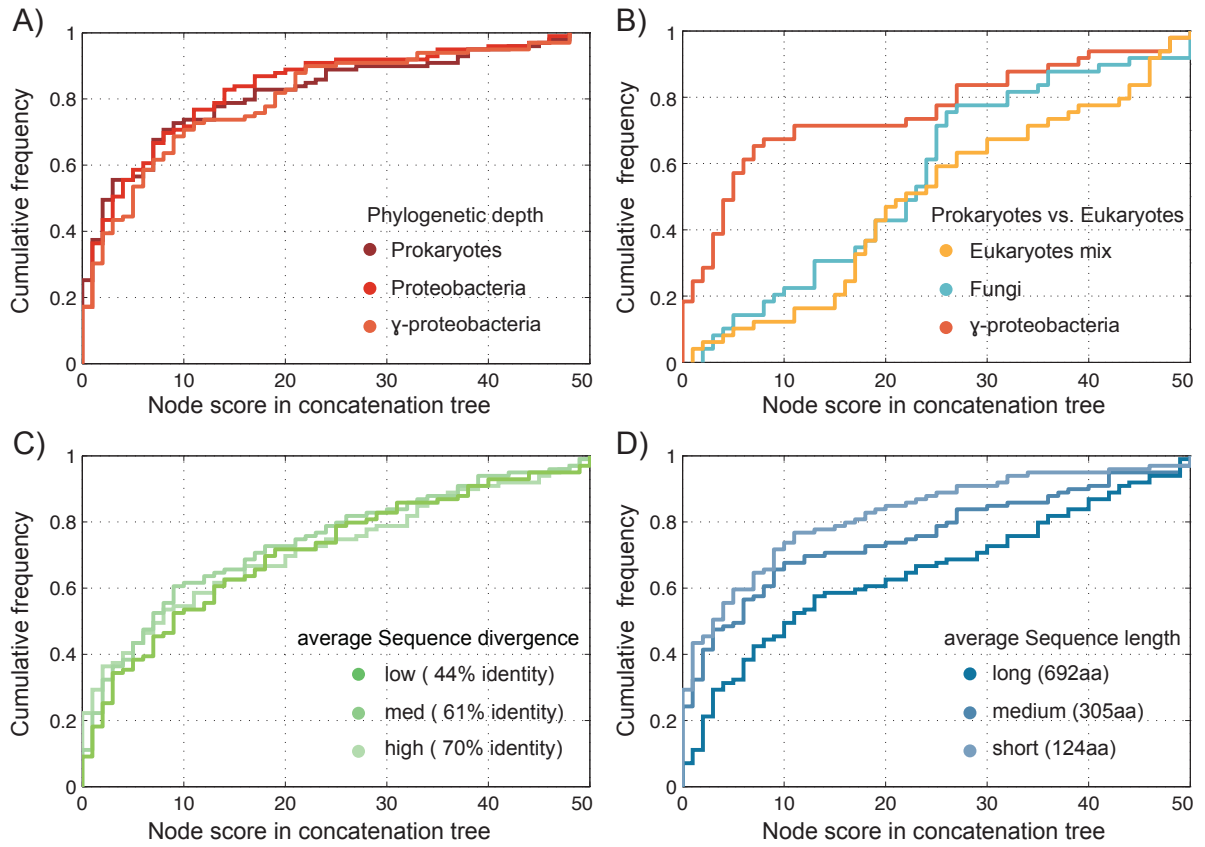 A)
1
0.8
0.6
0.4
0.2
0
Cumulative frequency
Phylogenetic depth
Prokaryotes
Proteobacteria
ɣ-proteobacteria
0 10 20 30 40 50
Node score in concatenation tree
B)
1
0.8
0.6
0.4
0.2
0
Cumulative frequency
Prokaryotes vs. Eukaryotes
Eukaryotes mix
Fungi
ɣ-proteobacteria
0 10 20 30 40 50
Node score in concatenation tree
C)
1
0.8
0.6
0.4
0.2
0
Cumulative frequency
average Sequence divergence
low ( 44% identity)
med ( 61% identity)
high ( 70% identity)
0 10 20 30 40 50
Node score in concatenation tree
D)
1
0.8
0.6
0.4
0.2
0
Cumulative frequency
average Sequence length
long (692aa)
medium (305aa)
short (124aa)
0 10 20 30 40 50
Node score in concatenation tree